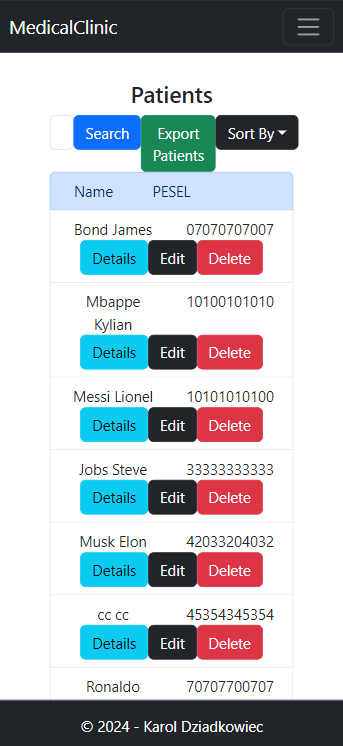 MedicalClinic
Patients
Search Export Patients Sort By
Name PESEL
Bond James 07070707007
Details Edit Delete
Mbappe Kylian 10100101010
Details Edit Delete
Messi Lionel 10101010100
Details Edit Delete
Jobs Steve 33333333333
Details Edit Delete
Musk Elon 42033204032
Details Edit Delete
cc cc 45354345354
Details Edit Delete
Ronaldo 70707700707
© 2024 - Karol Dziadkowiec